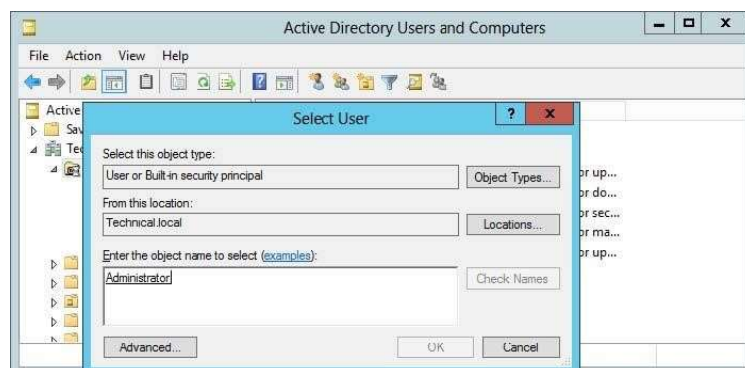 Active Directory Users and Computers
File Action View Help
Active
Select User
Sav
Tec
Select this object type:
User or Built-in security principal
Object Types...
From this location:
Technical.local
Locations...
Enter the object name to select (examples):
Administrator
Check Names
Advanced...
OK
Cancel
or up...
or do...
or sec...
or ma...
or up...